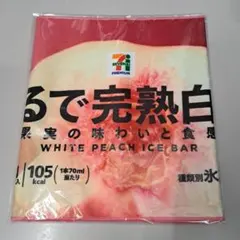 るで完熟白
果実の味わいと食感
WHITE PEACH ICE BAR
入
105
kcal
1本70ml
当たり
種類別 氷